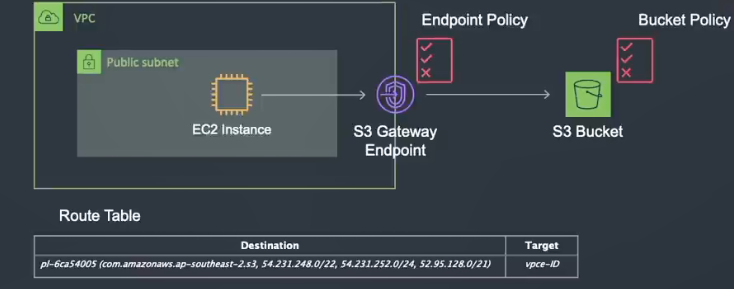 Endpoint Policy
Bucket Policy
VPC
Public subnet
EC2 Instance
S3 Gateway
Endpoint
S3 Bucket
Route Table
Destination
Target
pl-6ca54005 (com.amazonaws.ap-southeast-2.s3, 54.231.248.0/22, 54.231.252.0/24, 52.95.128.0/21)
vpce-ID